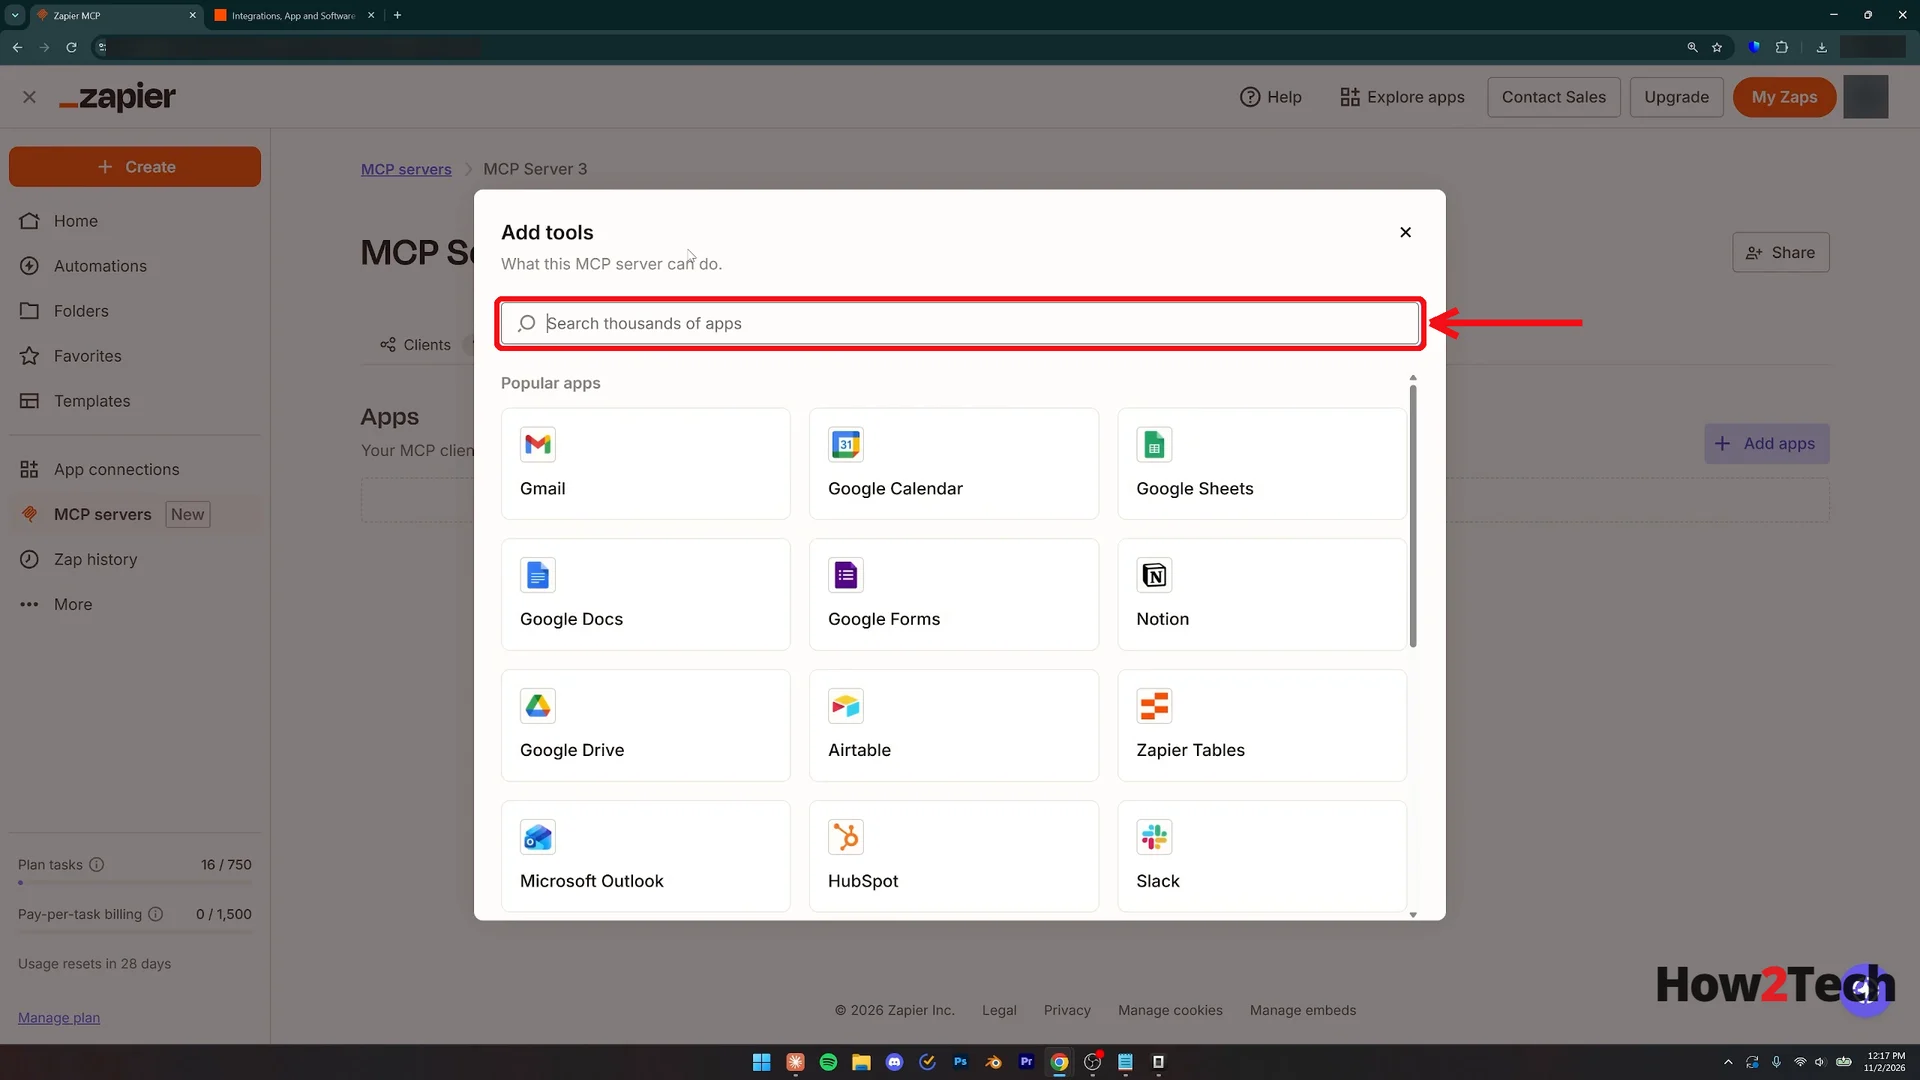 Zapier MCP
Integrations, App and Software
zapier
Help
Explore apps
Contact Sales
Upgrade
My Zaps
Create
MCP servers
MCP Server 3
Home
Automations
Folders
Favorites
Templates
App connections
MCP servers New
Zap history
More
MCP Se
Share
Clients
Apps
Your MCP clien
Add apps
Add tools
What this MCP server can do.
Search thousands of apps
Popular apps
Gmail
31
Google Calendar
Google Sheets
Google Docs
Google Forms
Notion
Google Drive
Airtable
Zapier Tables
Microsoft Outlook
HubSpot
Slack
Plan tasks 16 / 750
Pay-per-task billing 0 / 1,500
Usage resets in 28 days
Manage plan
© 2026 Zapier Inc.
Legal
Privacy
Manage cookies
Manage embeds
How2Tech
Ps
Pr
12:17 PM
11/2/2026